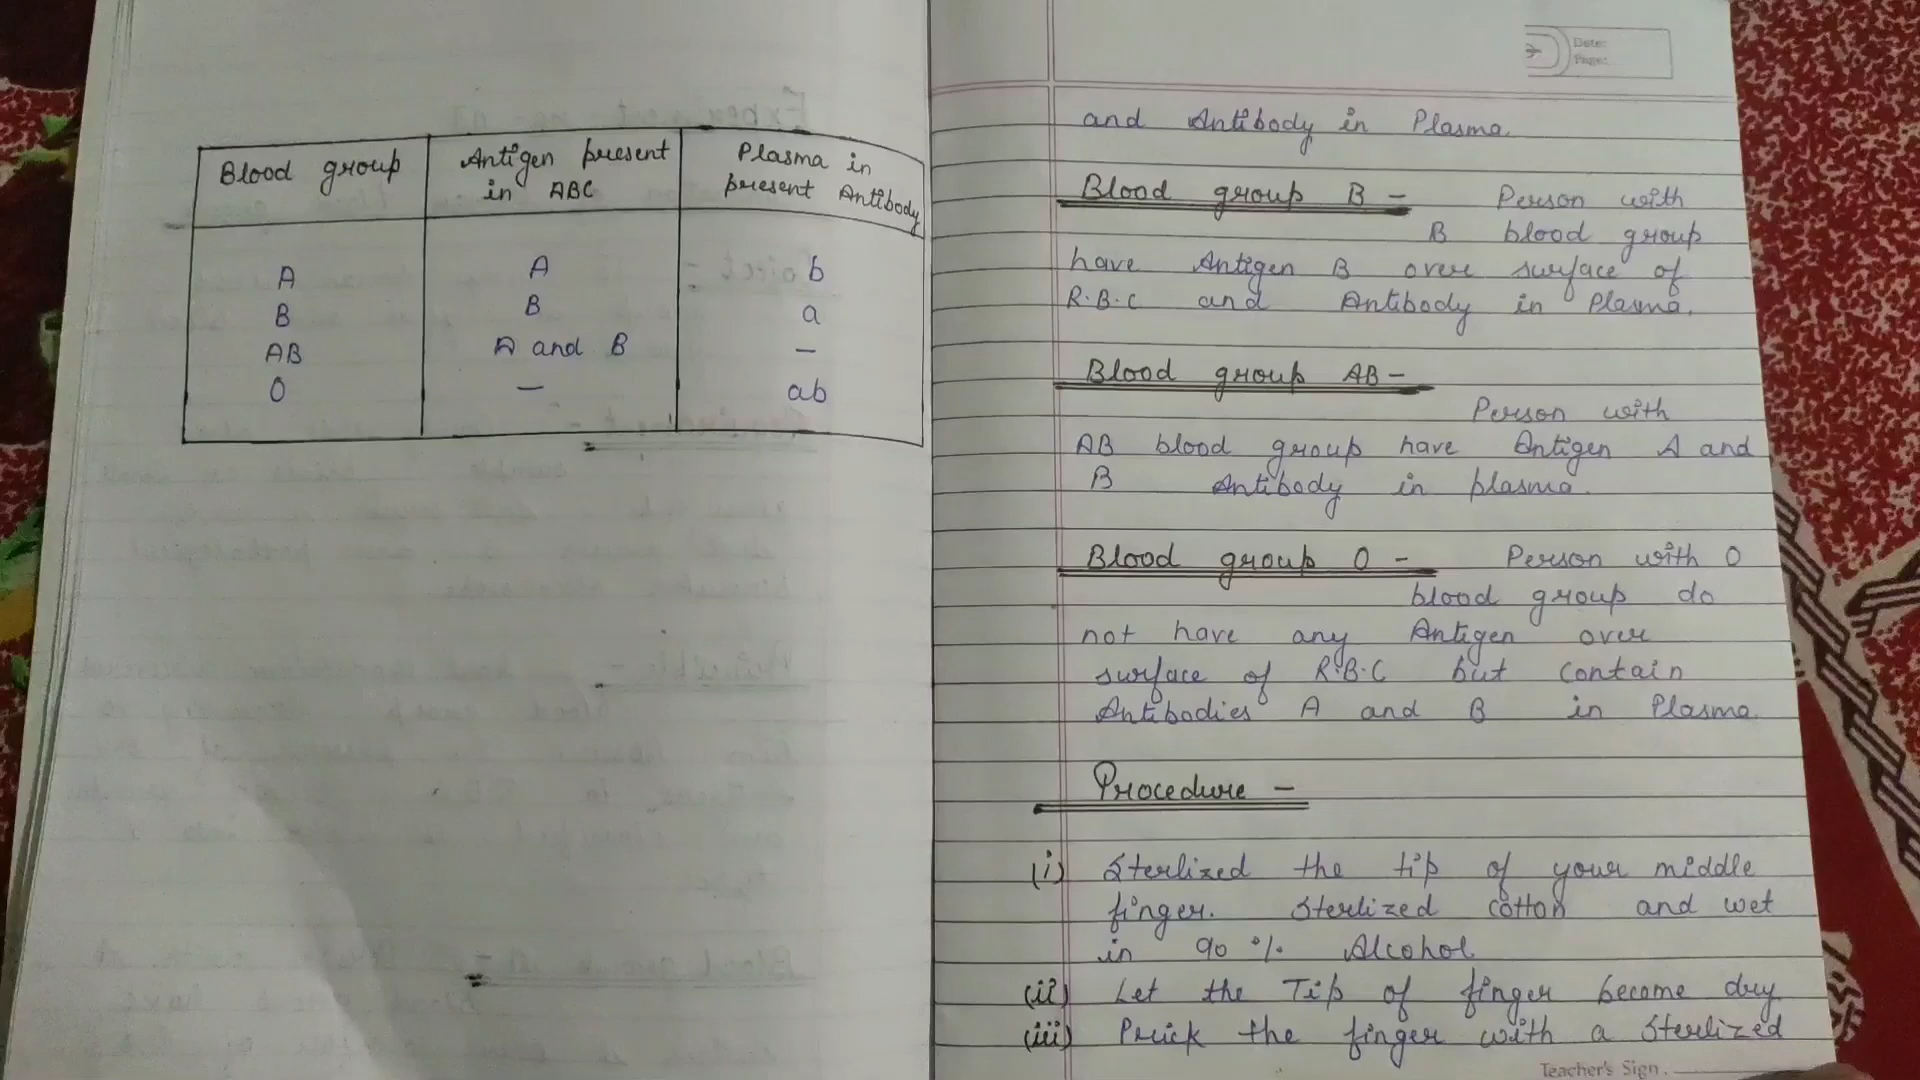 Blood group
Antigen present
in ABC
Plasma in
present Antibody
A
A
b
B
B
a
AB
A and B
—
O
—
ab
Date:
Page:
and Antibody in Plasma.
Blood group B – Person with
B blood group
have Antigen B over surface of
R.B.C and Antibody in Plasma.
Blood group AB –
Person with
AB blood group have Antigen A and
B Antibody in plasma.
Blood group O – Person with O
blood group do
not have any Antigen over
surface of R.B.C but contain
Antibodies A and B in Plasma.
Procedure –
(i) Sterlized the tip of your middle
finger. Sterlized cotton and wet
in 90 % Alcohol
(ii) Let the Tip of finger become dry
(iii) Prick the finger with a Sterlized
Teacher's Sign.